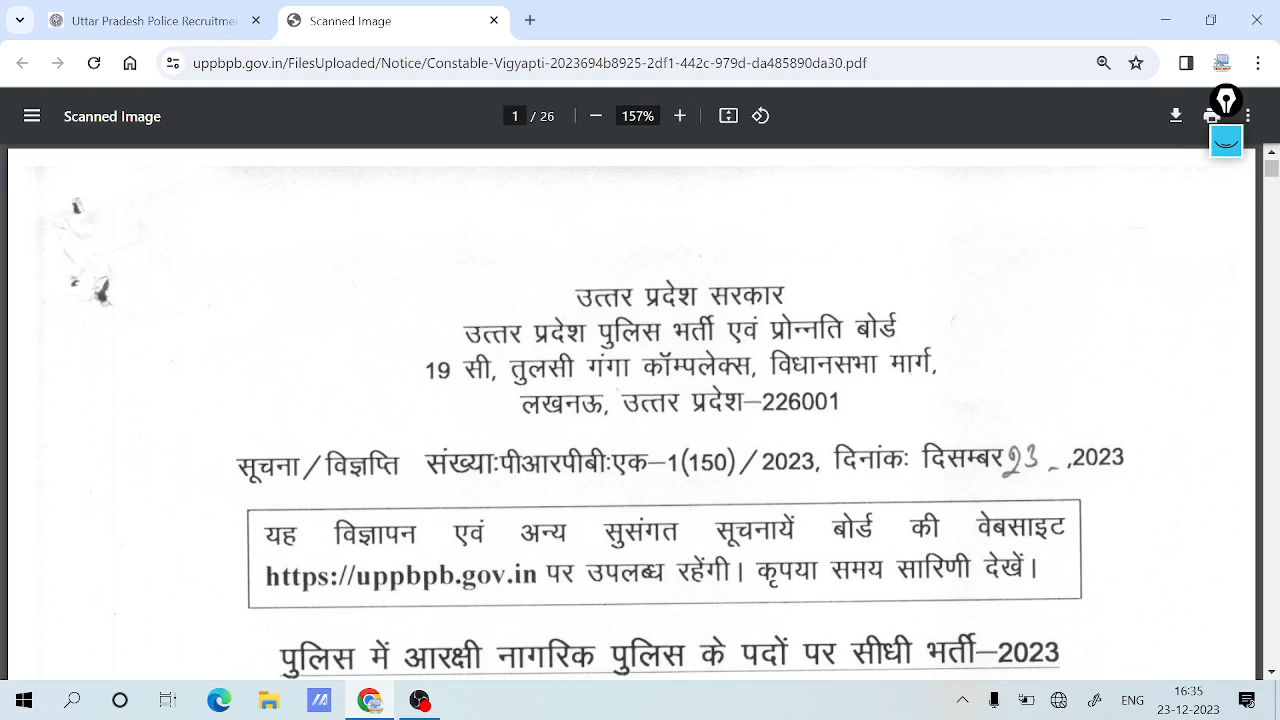 Uttar Pradesh Police Recruitmen
Scanned Image
uppbpb.gov.in/FilesUploaded/Notice/Constable-Vigypti-2023694b8925-2df1-442c-979d-da485890da30.pdf
Scanned Image
1 / 26
157%
उत्तर प्रदेश सरकार
उत्तर प्रदेश पुलिस भर्ती एवं प्रोन्नति बोर्ड
19 सी, तुलसी गंगा कॉम्पलेक्स, विधानसभा मार्ग,
लखनऊ, उत्तर प्रदेश–226001
सूचना/विज्ञप्ति संख्याःपीआरपीबीःएक–1(150)/2023, दिनांकः दिसम्बर 23 ,2023
यह विज्ञापन एवं अन्य सुसंगत सूचनायें बोर्ड की वेबसाइट
https://uppbpb.gov.in पर उपलब्ध रहेंगी। कृपया समय सारिणी देखें।
पुलिस में आरक्षी नागरिक पुलिस के पदों पर सीधी भर्ती–2023
ENG
16:35
23-12-2023